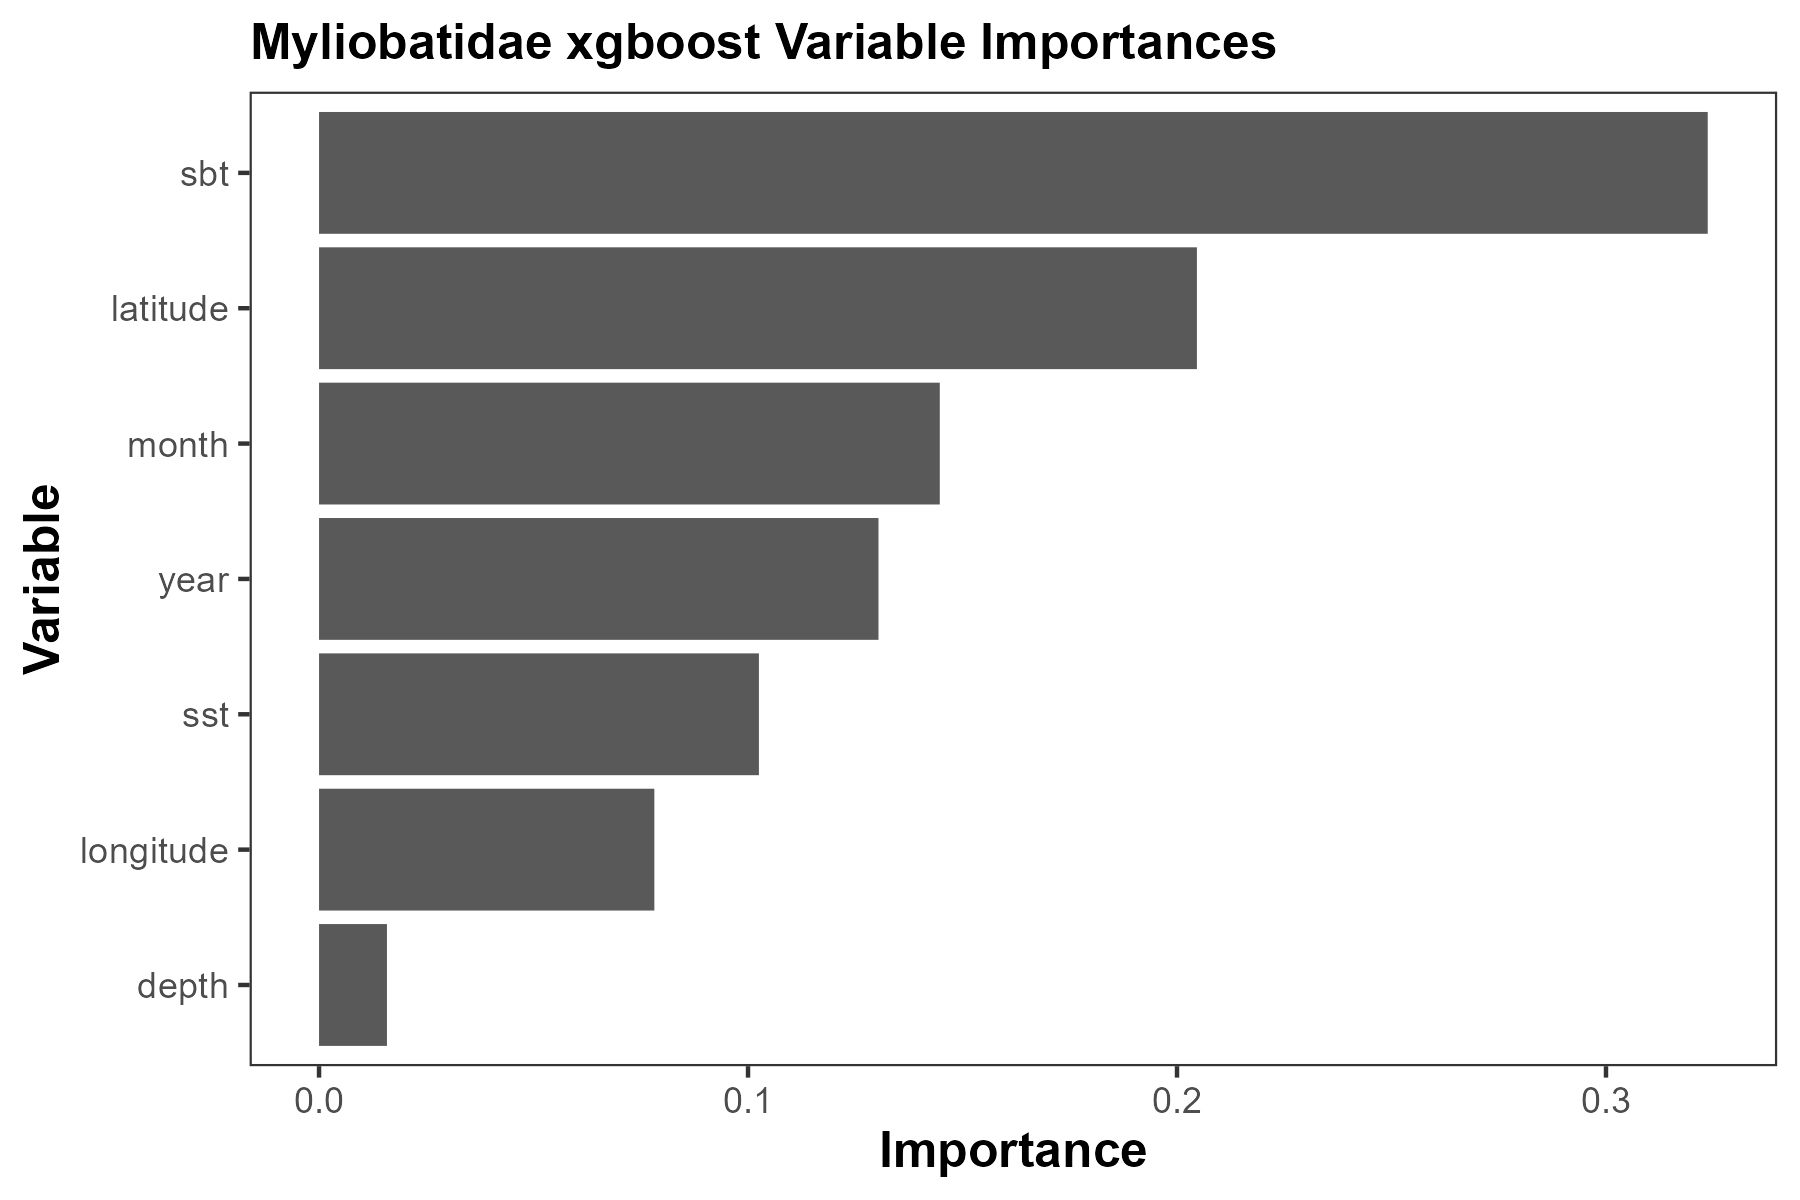 Myliobatidae xgboost Variable Importances
Variable
sbt
latitude
month
year
sst
longitude
depth
0.0 0.1 0.2 0.3
Importance